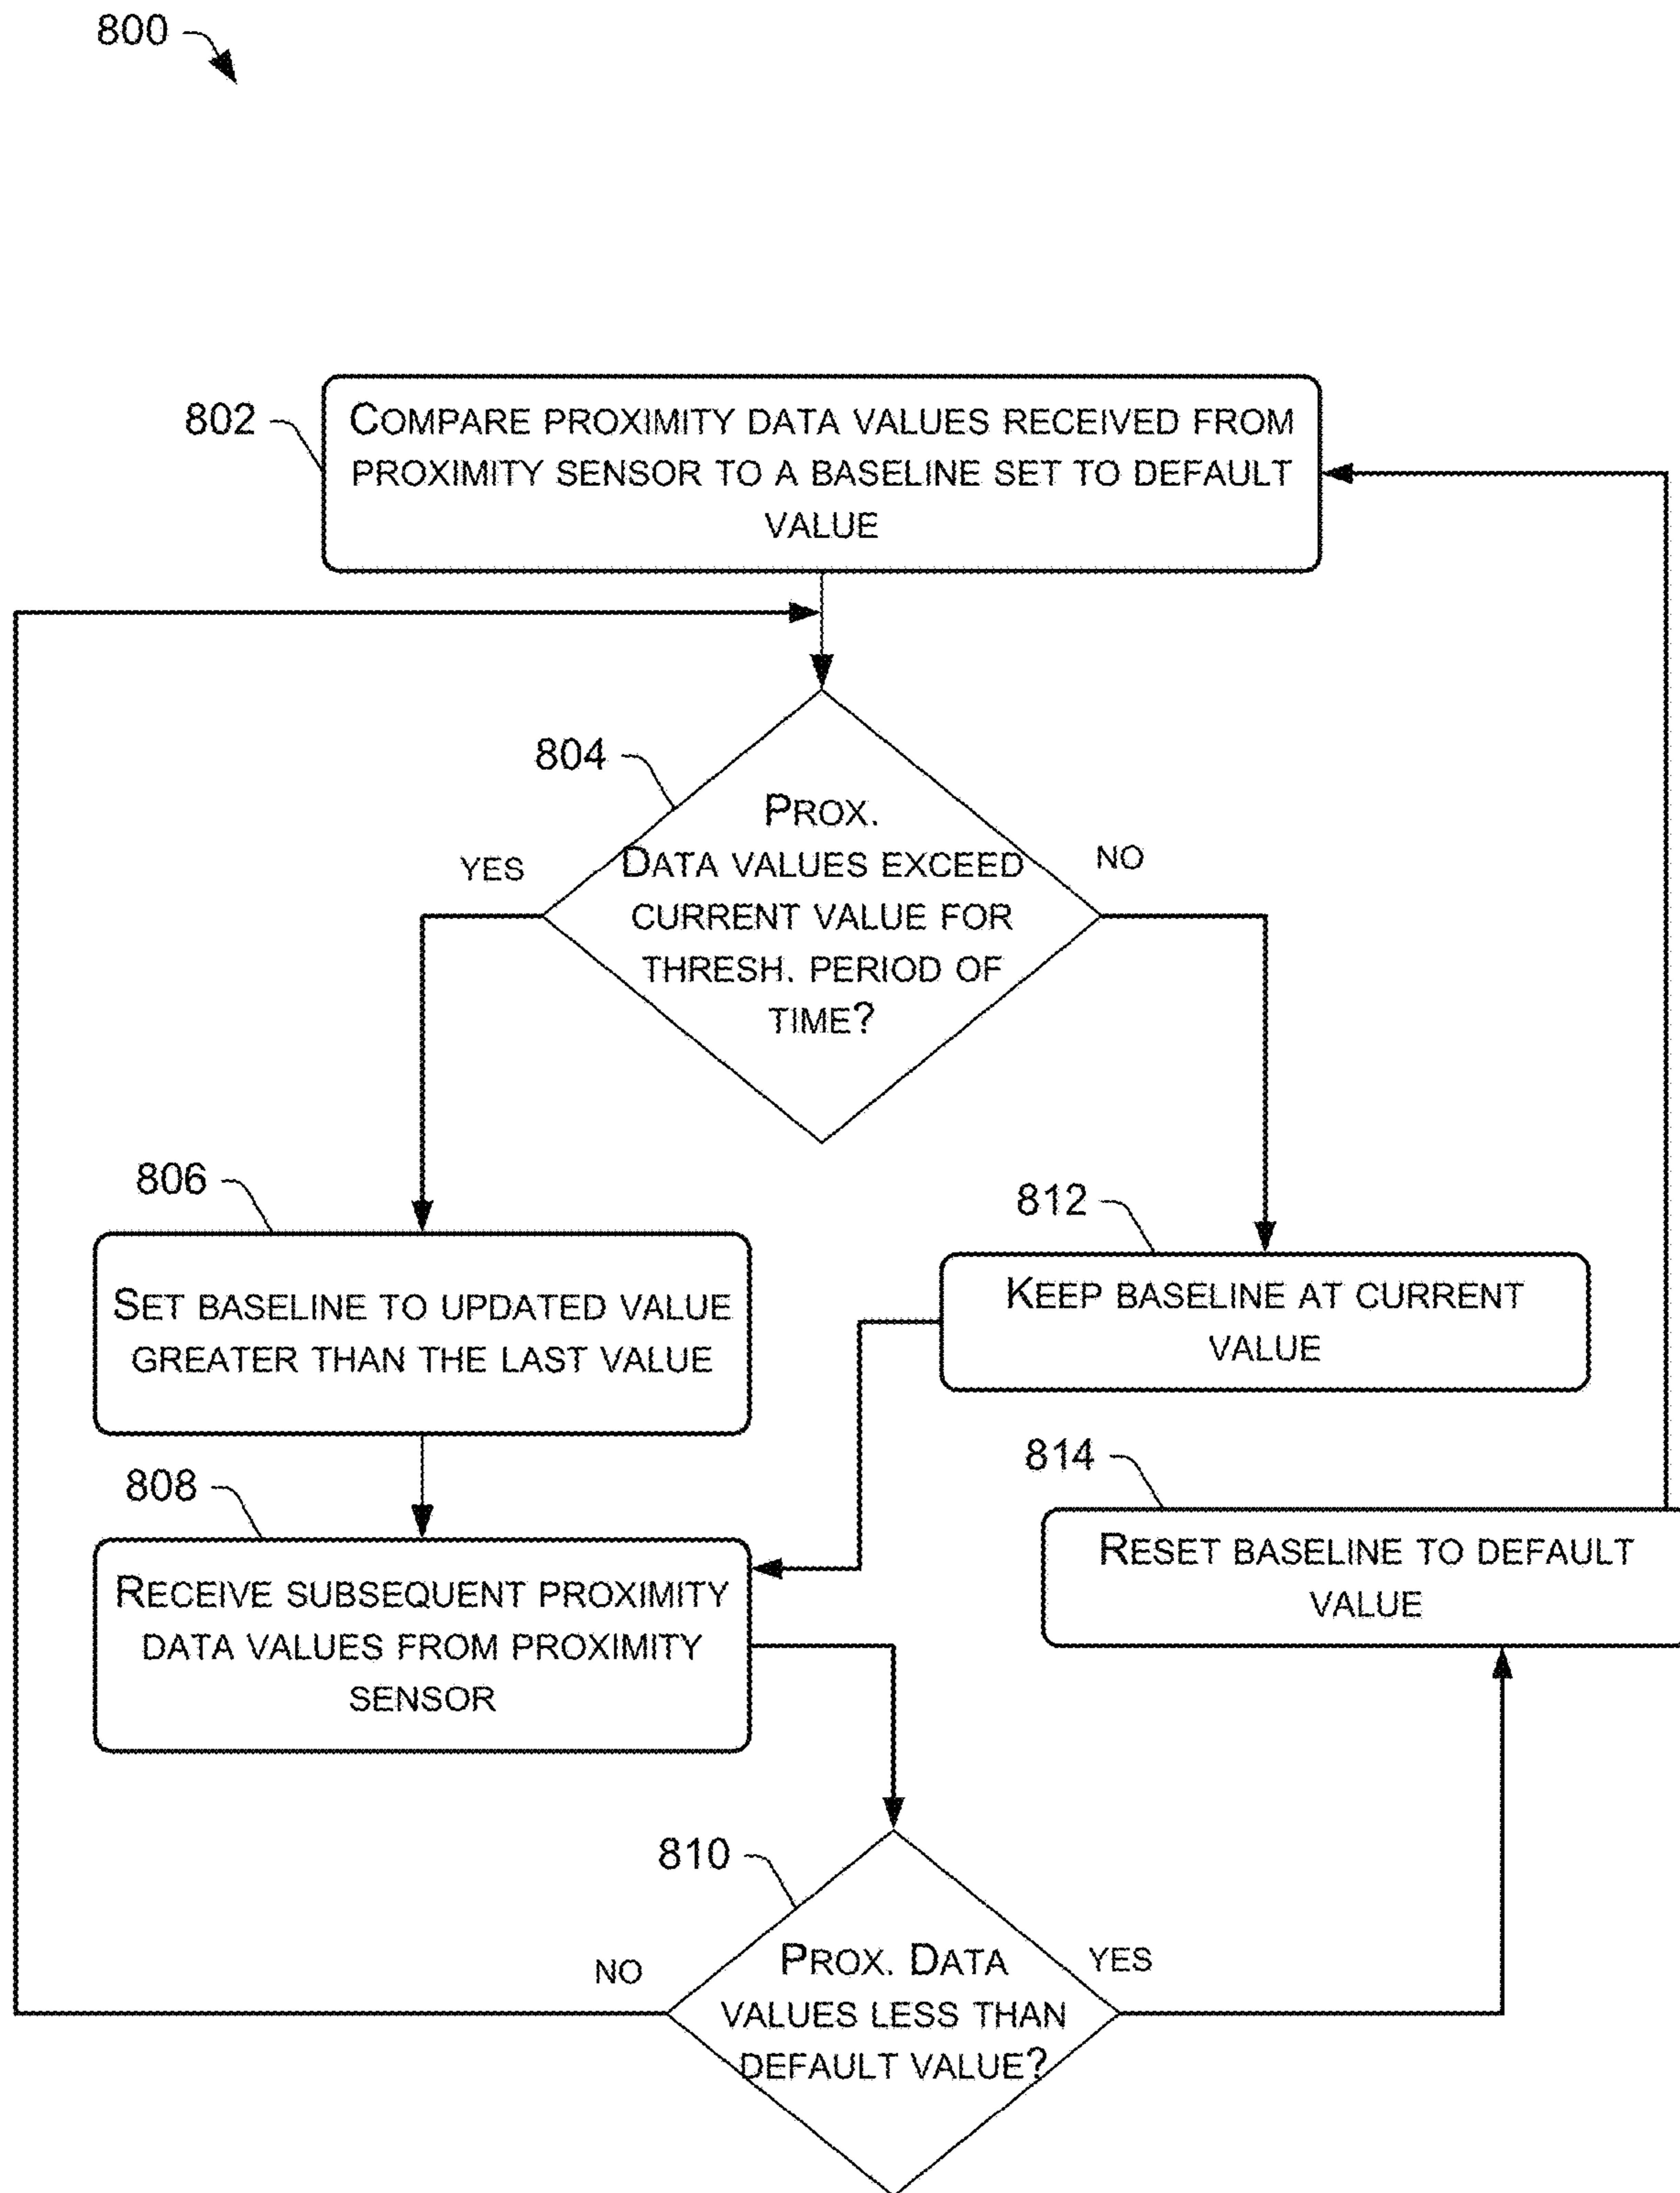 800
802
COMPARE PROXIMITY DATA VALUES RECEIVED FROM
PROXIMITY SENSOR TO A BASELINE SET TO DEFAULT
VALUE
804
PROX.
DATA VALUES EXCEED
CURRENT VALUE FOR
THRESH. PERIOD OF
TIME?
YES
NO
806
SET BASELINE TO UPDATED VALUE
GREATER THAN THE LAST VALUE
812
KEEP BASELINE AT CURRENT
VALUE
808
RECEIVE SUBSEQUENT PROXIMITY
DATA VALUES FROM PROXIMITY
SENSOR
814
RESET BASELINE TO DEFAULT
VALUE
810
PROX. DATA
VALUES LESS THAN
DEFAULT VALUE?
NO
YES